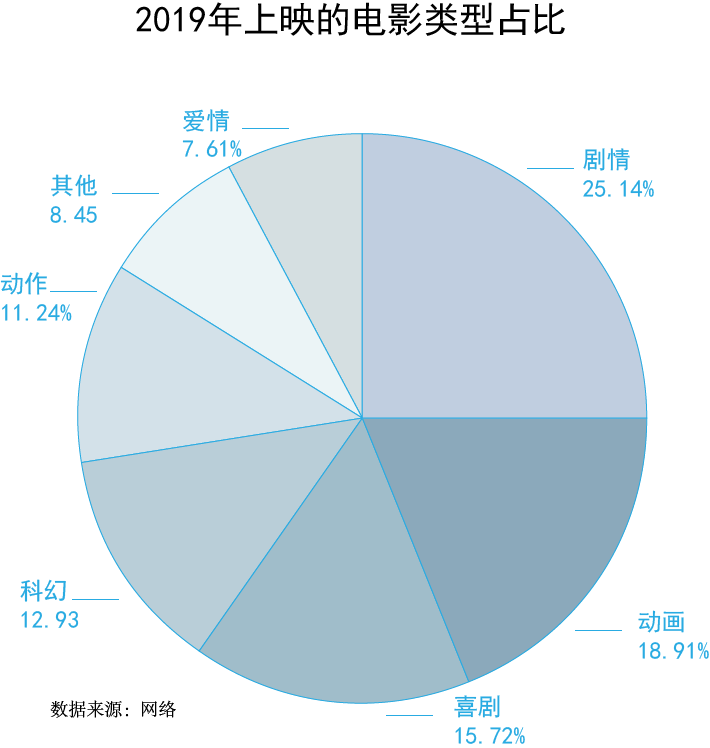 2019年上映的电影类型占比
爱情
7.61%
剧情
25.14%
其他
8.45
动作
11.24%
科幻
12.93
动画
18.91%
喜剧
15.72%
数据来源：网络